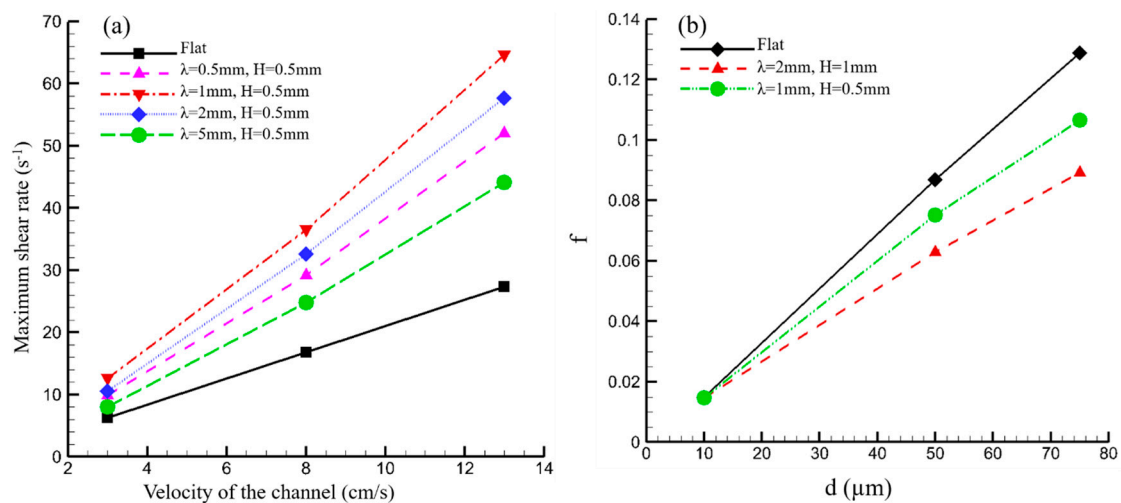 (a)
Maximum shear rate (s⁻¹)
70
60
50
40
30
20
10
0
Flat
λ=0.5mm, H=0.5mm
λ=1mm, H=0.5mm
λ=2mm, H=0.5mm
λ=5mm, H=0.5mm
2 4 6 8 10 12 14
Velocity of the channel (cm/s)
(b)
f
0.14
0.12
0.1
0.08
0.06
0.04
0.02
0
Flat
λ=2mm, H=1mm
λ=1mm, H=0.5mm
0 10 20 30 40 50 60 70 80
d (µm)